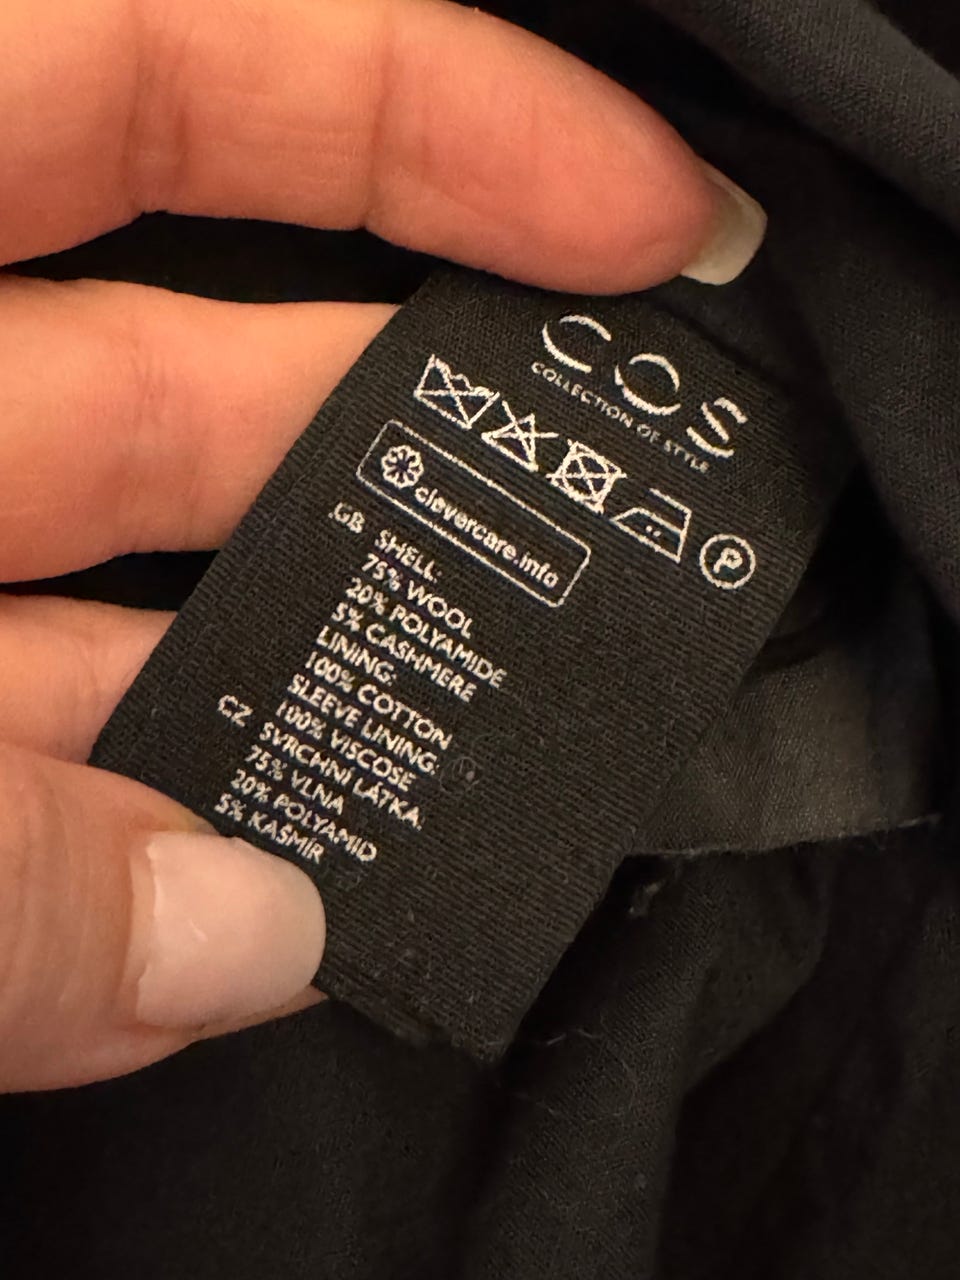 COS
COLLECTION OF STYLE
P
clevercare.info
GB SHELL:
75% WOOL
20% POLYAMIDE
5% CASHMERE
LINING:
100% COTTON
SLEEVE LINING:
100% VISCOSE
CZ SVRCHNÍ LÁTKA:
75% VLNA
20% POLYAMID
5% KAŠMÍR